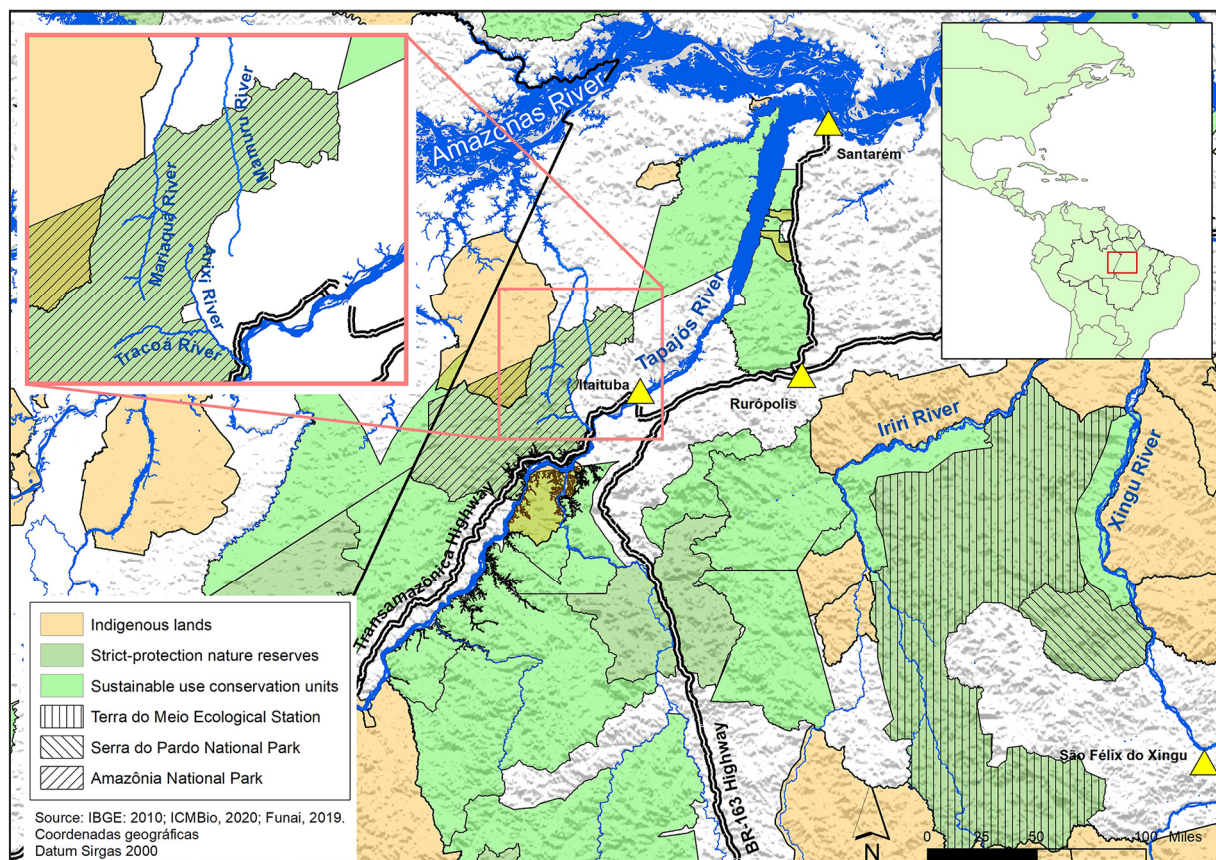 Mamuru River
Mariaquã River
Arixi River
Tracoá River
Amazonas River
Santarém
Tapajós River
Itaituba
Rurópolis
Iriri River
Xingu River
Transamazônica Highway
BR-163 Highway
São Félix do Xingu
Indigenous lands
Strict-protection nature reserves
Sustainable use conservation units
Terra do Meio Ecological Station
Serra do Pardo National Park
Amazônia National Park
Source: IBGE: 2010; ICMBio, 2020; Funai, 2019.
Coordenadas geográficas
Datum Sirgas 2000
N
0 25 50 100 Miles